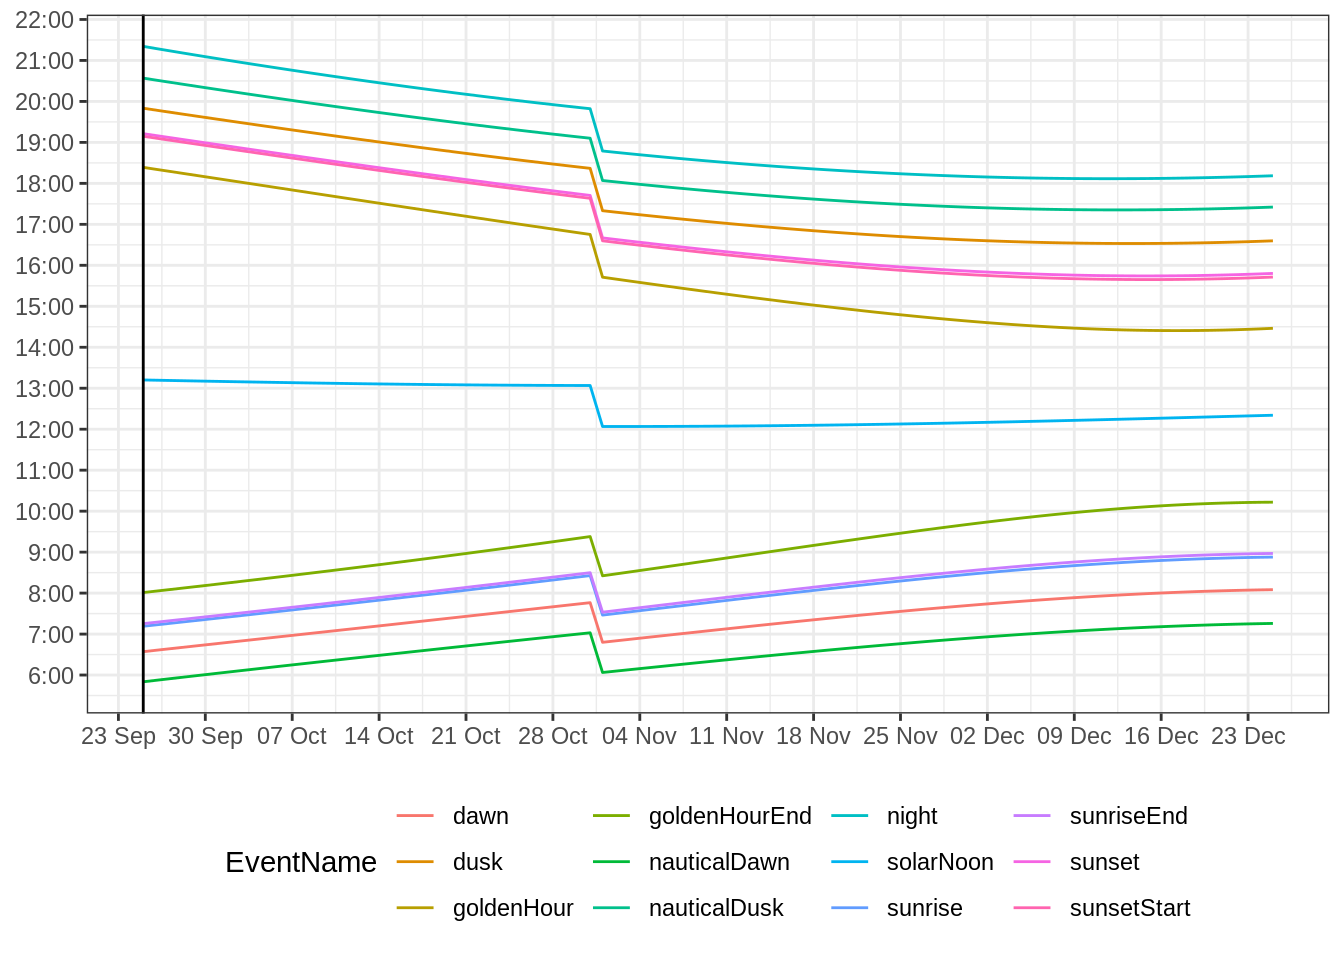 22:00
21:00
20:00
19:00
18:00
17:00
16:00
15:00
14:00
13:00
12:00
11:00
10:00
9:00
8:00
7:00
6:00
23 Sep 30 Sep 07 Oct 14 Oct 21 Oct 28 Oct 04 Nov 11 Nov 18 Nov 25 Nov 02 Dec 09 Dec 16 Dec 23 Dec
EventName
dawn
dusk
goldenHour
goldenHourEnd
nauticalDawn
nauticalDusk
night
solarNoon
sunrise
sunriseEnd
sunset
sunsetStart